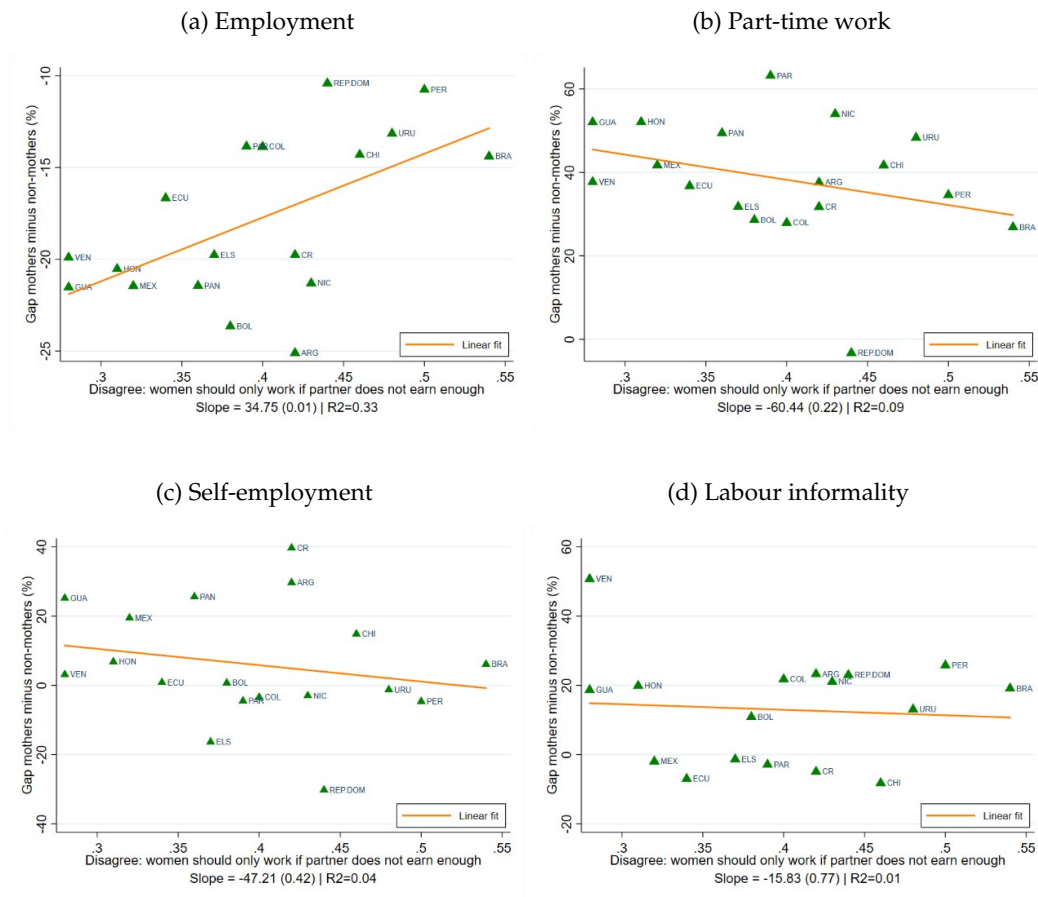 (a) Employment
(b) Part-time work
Gap mothers minus non-mothers (%)
-10
-15
-20
-25
REP.DOM
PER
URU
PAR
COL
CHI
BRA
ECU
VEN
ELS
CR
HON
GUA
MEX
PAN
NIC
BOL
ARG
Linear fit
.3 .35 .4 .45 .5 .55
Disagree: women should only work if partner does not earn enough
Slope = 34.75 (0.01) | R2=0.33
Gap mothers minus non-mothers (%)
60
40
20
0
PAR
NIC
GUA
HON
PAN
URU
MEX
CHI
VEN
ECU
ARG
PER
ELS
CR
BOL
COL
BRA
REP.DOM
Linear fit
.3 .35 .4 .45 .5 .55
Disagree: women should only work if partner does not earn enough
Slope = -60.44 (0.22) | R2=0.09
(c) Self-employment
(d) Labour informality
Gap mothers minus non-mothers (%)
40
20
0
-20
-40
CR
ARG
GUA
PAN
MEX
CHI
HON
BRA
VEN
ECU
BOL
URU
COL
NIC
PAR
PER
ELS
REP.DOM
Linear fit
.3 .35 .4 .45 .5 .55
Disagree: women should only work if partner does not earn enough
Slope = -47.21 (0.42) | R2=0.04
Gap mothers minus non-mothers (%)
60
40
20
0
-20
VEN
PER
ARG
REP.DOM
COL
NIC
HON
GUA
BRA
URU
BOL
ELS
MEX
PAR
CR
ECU
CHI
Linear fit
.3 .35 .4 .45 .5 .55
Disagree: women should only work if partner does not earn enough
Slope = -15.83 (0.77) | R2=0.01